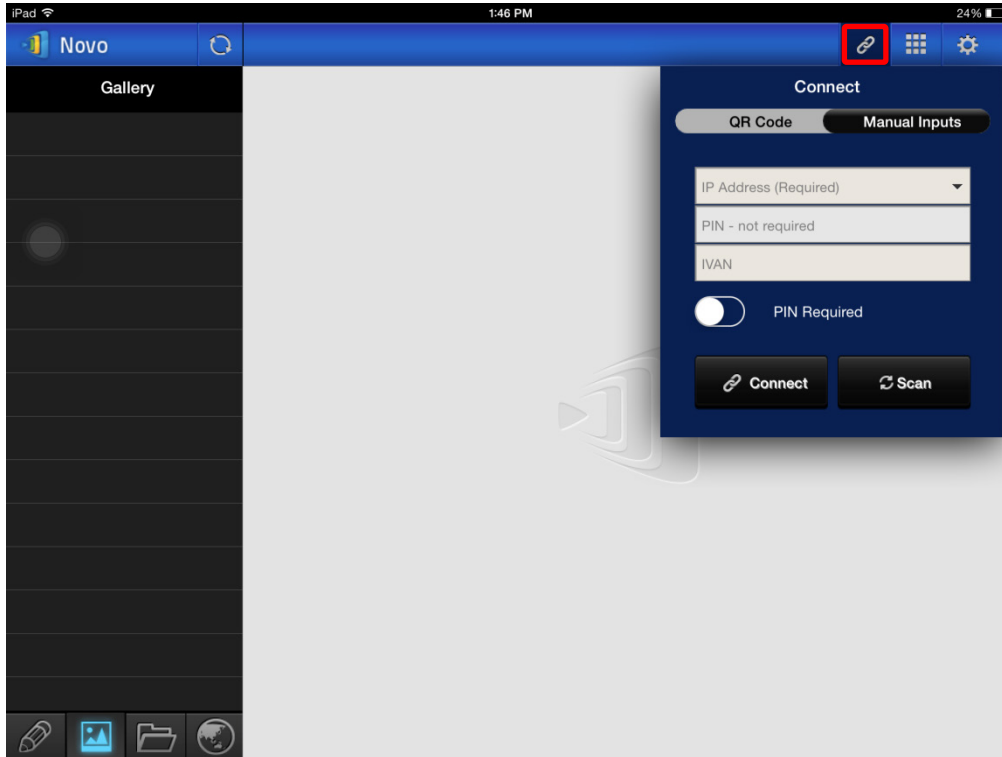 iPad 1:46 PM 24%
Novo
Gallery
Connect
QR Code Manual Inputs
IP Address (Required)
PIN - not required
IVAN
PIN Required
Connect Scan